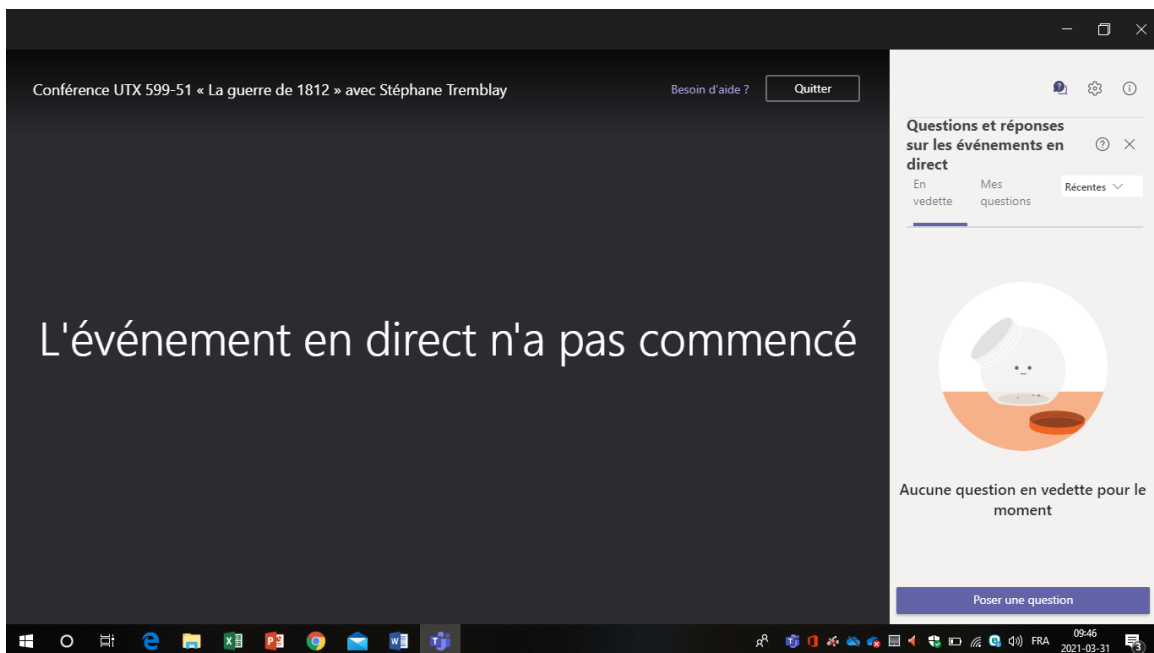 Conférence UTX 599-51 « La guerre de 1812 » avec Stéphane Tremblay
Besoin d'aide ?
Quitter
L'événement en direct n'a pas commencé
Questions et réponses
sur les événements en
direct
En
vedette
Mes
questions
Récentes
Aucune question en vedette pour le
moment
Poser une question
FRA
09:46
2021-03-31
3